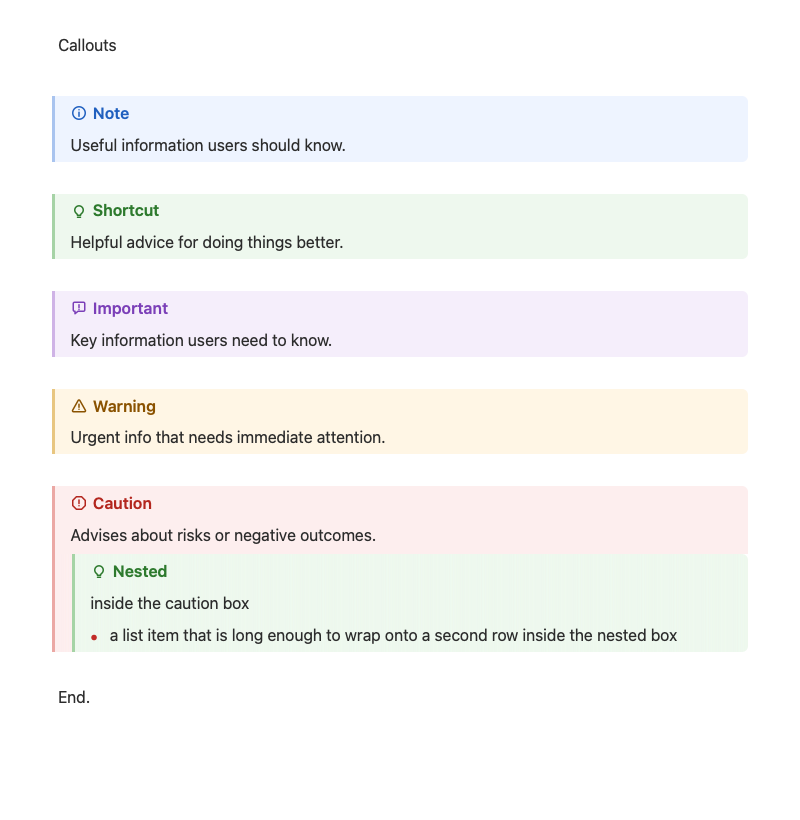 Callouts
Note
Useful information users should know.
Shortcut
Helpful advice for doing things better.
Important
Key information users need to know.
Warning
Urgent info that needs immediate attention.
Caution
Advises about risks or negative outcomes.
Nested
inside the caution box
• a list item that is long enough to wrap onto a second row inside the nested box
End.